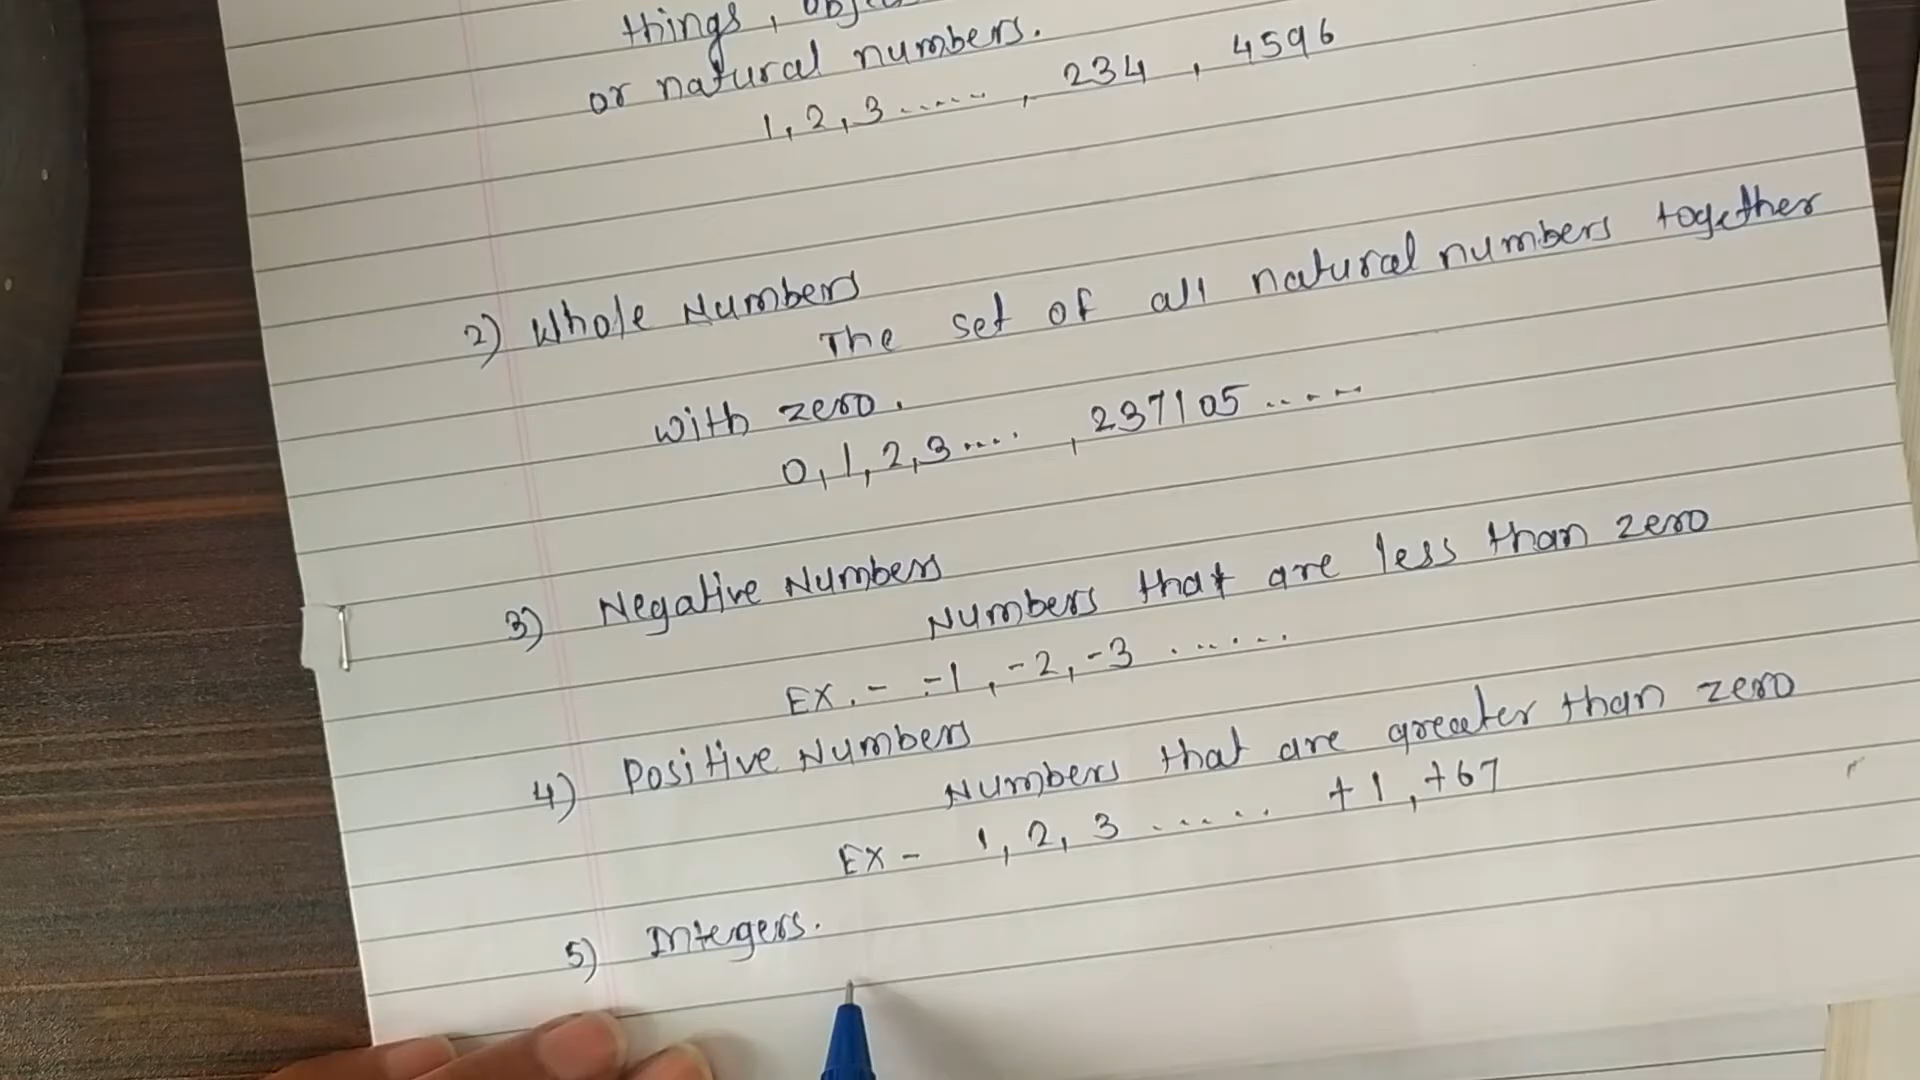 things,
or natural numbers.
1, 2, 3 ....... , 234 , 4596
2) Whole Numbers
The set of all natural numbers together
with zero.
0, 1, 2, 3 .... , 237105 ......
3) Negative Numbers
Numbers that are less than zero
EX. - -1, -2, -3 .......
4) Positive Numbers
Numbers that are greater than zero
EX - 1, 2, 3 ...... +1, +67
5) Integers.